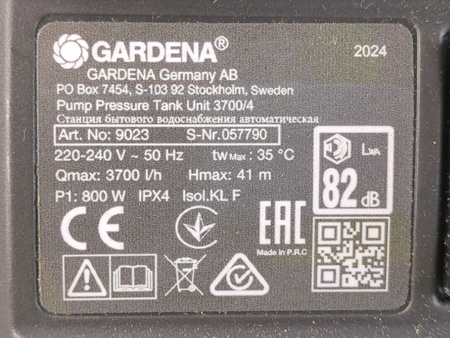 GARDENA®
2024
GARDENA Germany AB
PO Box 7454, S-103 92 Stockholm, Sweden
Pump Pressure Tank Unit 3700/4
Станция бытового водоснабжения автоматическая
Art. No: 9023 S-Nr.057790
220-240 V ~ 50 Hz twMax : 35 °C
Qmax: 3700 l/h Hmax: 41 m
P1: 800 W IPX4 Isol.KL F
LWA
82 dB
CE
EAC
Made in P.R.C